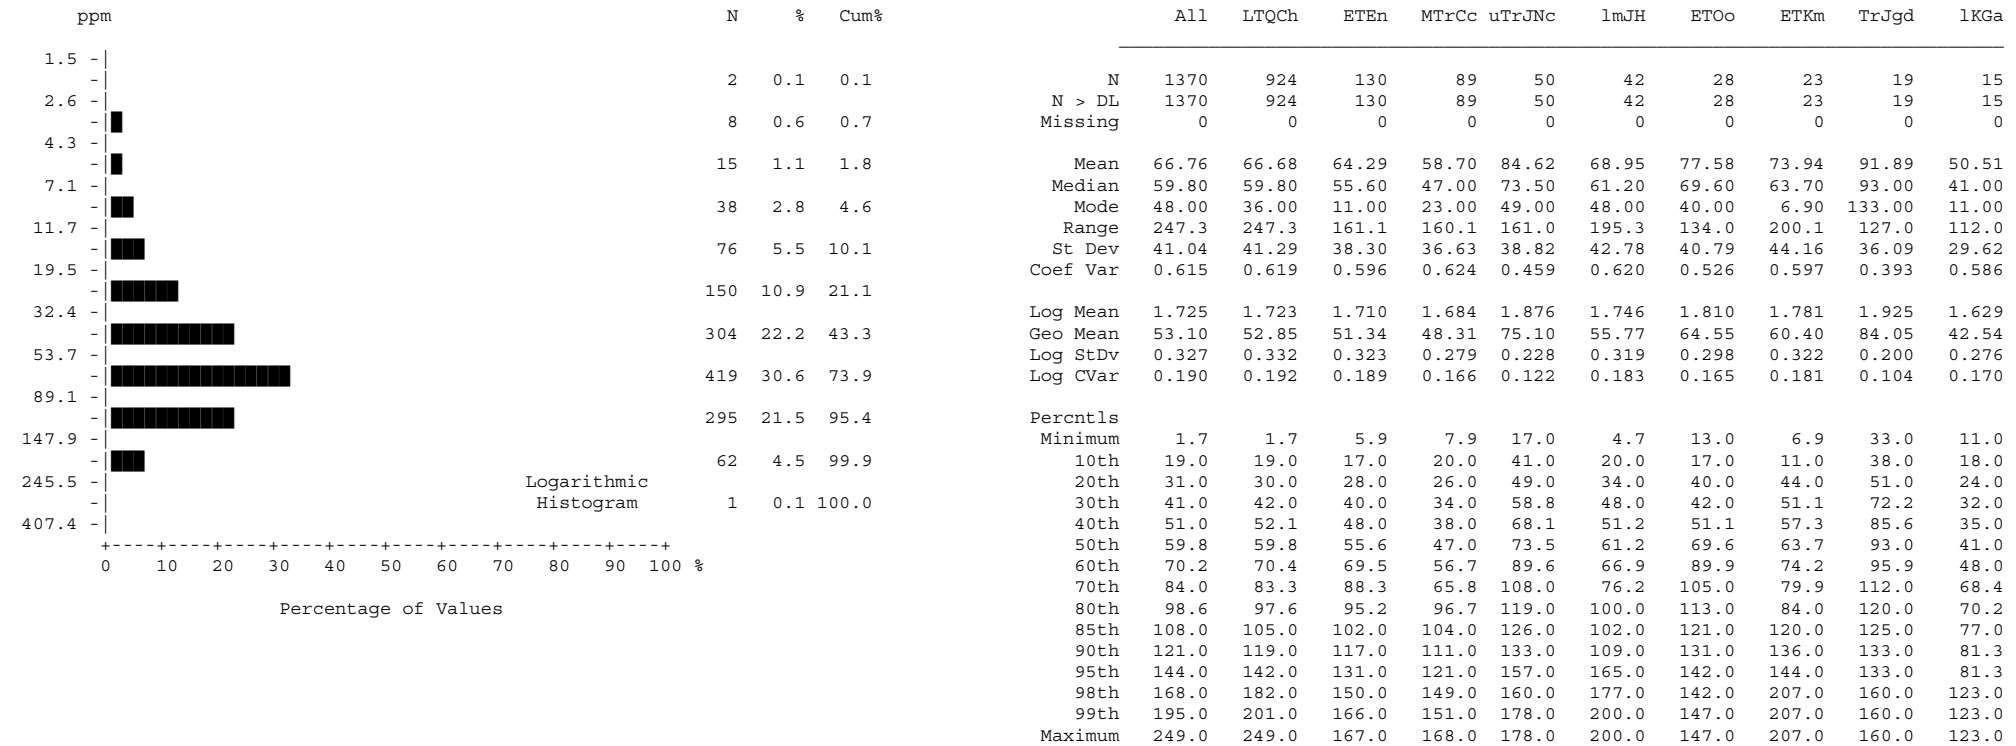 ppm N % Cum% All LTQCh ETEn MTrCc uTrJNc lmJH ETOo ETKm TrJgd lKGa
1.5 -|
-| 2 0.1 0.1 N 1370 924 130 89 50 42 28 23 19 15
2.6 -| N > DL 1370 924 130 89 50 42 28 23 19 15
-| 8 0.6 0.7 Missing 0 0 0 0 0 0 0 0 0 0
4.3 -|
-| 15 1.1 1.8 Mean 66.76 66.68 64.29 58.70 84.62 68.95 77.58 73.94 91.89 50.51
7.1 -| Median 59.80 59.80 55.60 47.00 73.50 61.20 69.60 63.70 93.00 41.00
-| 38 2.8 4.6 Mode 48.00 36.00 11.00 23.00 49.00 48.00 40.00 6.90 133.00 11.00
11.7 -| Range 247.3 247.3 161.1 160.1 161.0 195.3 134.0 200.1 127.0 112.0
-| 76 5.5 10.1 St Dev 41.04 41.29 38.30 36.63 38.82 42.78 40.79 44.16 36.09 29.62
19.5 -| Coef Var 0.615 0.619 0.596 0.624 0.459 0.620 0.526 0.597 0.393 0.586
-| 150 10.9 21.1
32.4 -| Log Mean 1.725 1.723 1.710 1.684 1.876 1.746 1.810 1.781 1.925 1.629
-| 304 22.2 43.3 Geo Mean 53.10 52.85 51.34 48.31 75.10 55.77 64.55 60.40 84.05 42.54
53.7 -| Log StDv 0.327 0.332 0.323 0.279 0.228 0.319 0.298 0.322 0.200 0.276
-| 419 30.6 73.9 Log CVar 0.190 0.192 0.189 0.166 0.122 0.183 0.165 0.181 0.104 0.170
89.1 -|
-| 295 21.5 95.4 Percntls
147.9 -| Minimum 1.7 1.7 5.9 7.9 17.0 4.7 13.0 6.9 33.0 11.0
-| 62 4.5 99.9 10th 19.0 19.0 17.0 20.0 41.0 20.0 17.0 11.0 38.0 18.0
245.5 -| Logarithmic 20th 31.0 30.0 28.0 26.0 49.0 34.0 40.0 44.0 51.0 24.0
-| Histogram 1 0.1 100.0 30th 41.0 42.0 40.0 34.0 58.8 48.0 42.0 51.1 72.2 32.0
407.4 -| 40th 51.0 52.1 48.0 38.0 68.1 51.2 51.1 57.3 85.6 35.0
+----+----+----+----+----+----+----+----+----+----+ 50th 59.8 59.8 55.6 47.0 73.5 61.2 69.6 63.7 93.0 41.0
0 10 20 30 40 50 60 70 80 90 100 % 60th 70.2 70.4 69.5 56.7 89.6 66.9 89.9 74.2 95.9 48.0
70th 84.0 83.3 88.3 65.8 108.0 76.2 105.0 79.9 112.0 68.4
Percentage of Values 80th 98.6 97.6 95.2 96.7 119.0 100.0 113.0 84.0 120.0 70.2
85th 108.0 105.0 102.0 104.0 126.0 102.0 121.0 120.0 125.0 77.0
90th 121.0 119.0 117.0 111.0 133.0 109.0 131.0 136.0 133.0 81.3
95th 144.0 142.0 131.0 121.0 157.0 165.0 142.0 144.0 133.0 81.3
98th 168.0 182.0 150.0 149.0 160.0 177.0 142.0 207.0 160.0 123.0
99th 195.0 201.0 166.0 151.0 178.0 200.0 147.0 207.0 160.0 123.0
Maximum 249.0 249.0 167.0 168.0 178.0 200.0 147.0 207.0 160.0 123.0